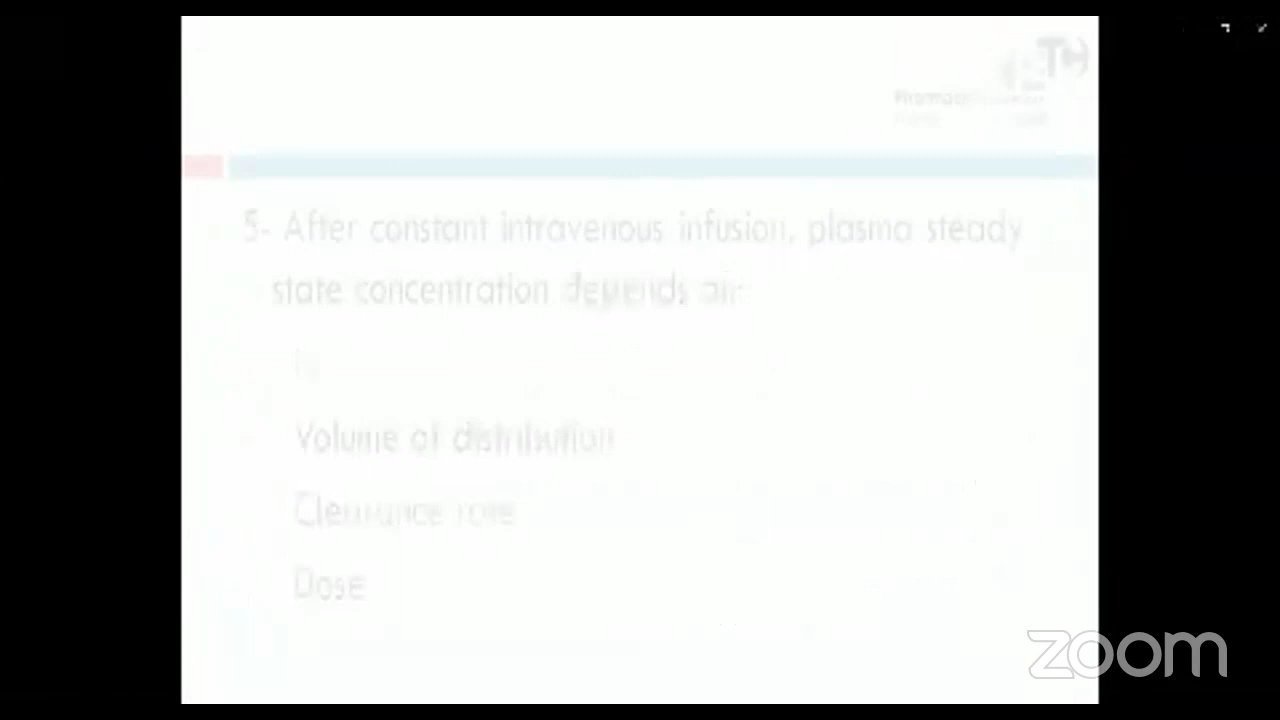 5- After constant intravenous infusion, plasma steady
state concentration depends on:
Volume of distribution
Clearance rate
Dose
zoom